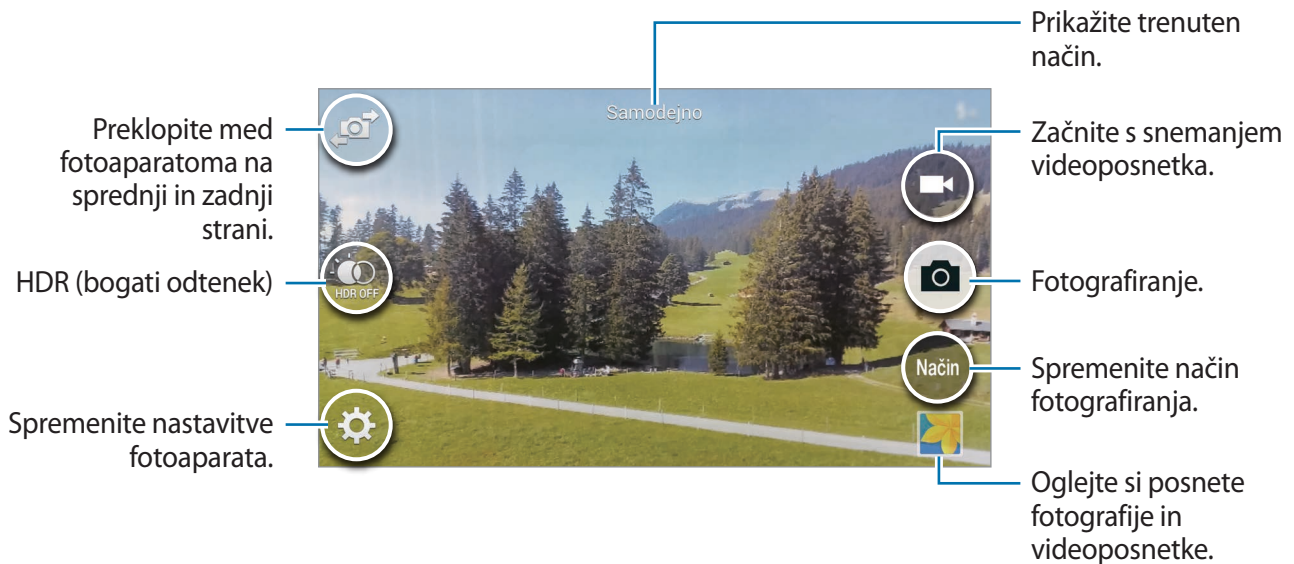 Prikažite trenuten
način.
Samodejno
Preklopite med
fotoaparatoma na
sprednji in zadnji
strani.
Začnite s snemanjem
videoposnetka.
HDR (bogati odtenek)
HDR OFF
Fotografiranje.
Način
Spremenite način
fotografiranja.
Spremenite nastavitve
fotoaparata.
Oglejte si posnete
fotografije in
videoposnetke.